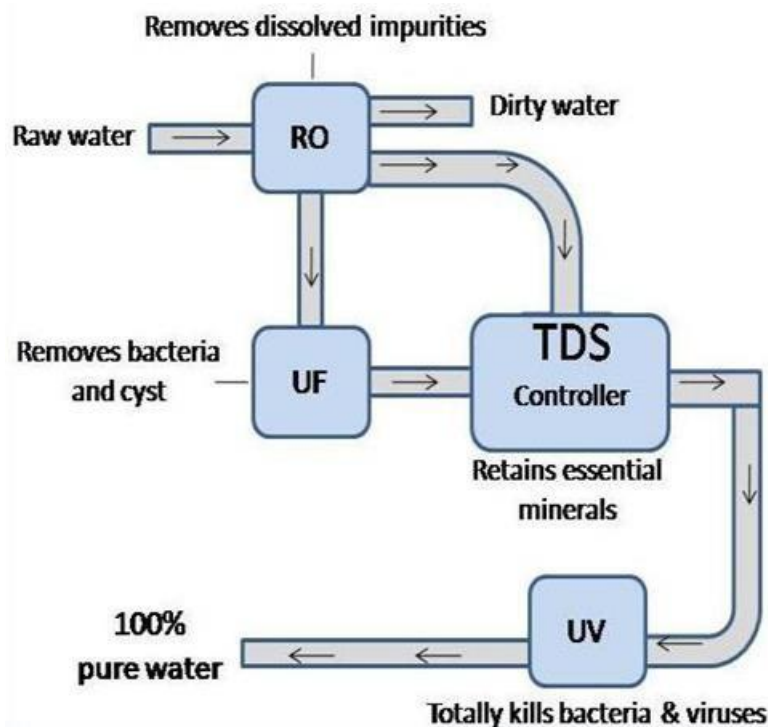 Removes dissolved impurities
Raw water
RO
Dirty water
Removes bacteria
and cyst
UF
TDS
Controller
Retains essential
minerals
100%
pure water
UV
Totally kills bacteria & viruses